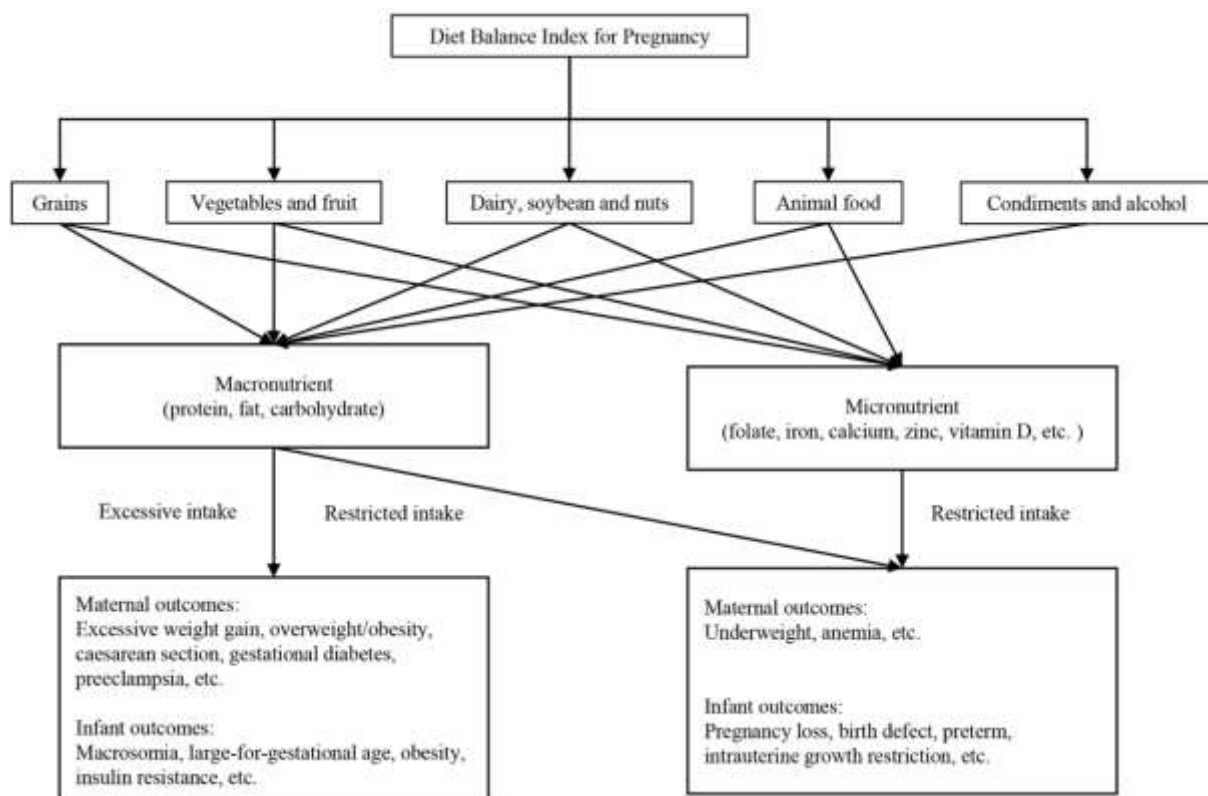 Diet Balance Index for Pregnancy
Grains
Vegetables and fruit
Dairy, soybean and nuts
Animal food
Condiments and alcohol
Macronutrient
(protein, fat, carbohydrate)
Micronutrient
(folate, iron, calcium, zinc, vitamin D, etc. )
Excessive intake
Restricted intake
Restricted intake
Maternal outcomes:
Excessive weight gain, overweight/obesity,
caesarean section, gestational diabetes,
preeclampsia, etc.
Infant outcomes:
Macrosomia, large-for-gestational age, obesity,
insulin resistance, etc.
Maternal outcomes:
Underweight, anemia, etc.
Infant outcomes:
Pregnancy loss, birth defect, preterm,
intrauterine growth restriction, etc.